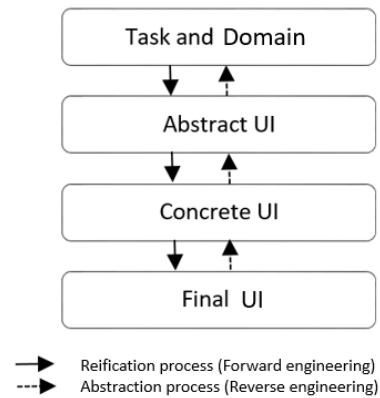 Task and Domain
Abstract UI
Concrete UI
Final UI
Reification process (Forward engineering)
Abstraction process (Reverse engineering)